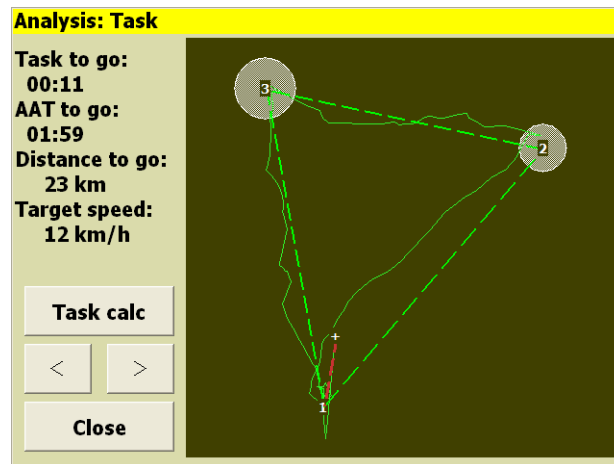 Analysis: Task
Task to go:
00:11
AAT to go:
01:59
Distance to go:
23 km
Target speed:
12 km/h
Task calc
< >
Close
3
2
+
1